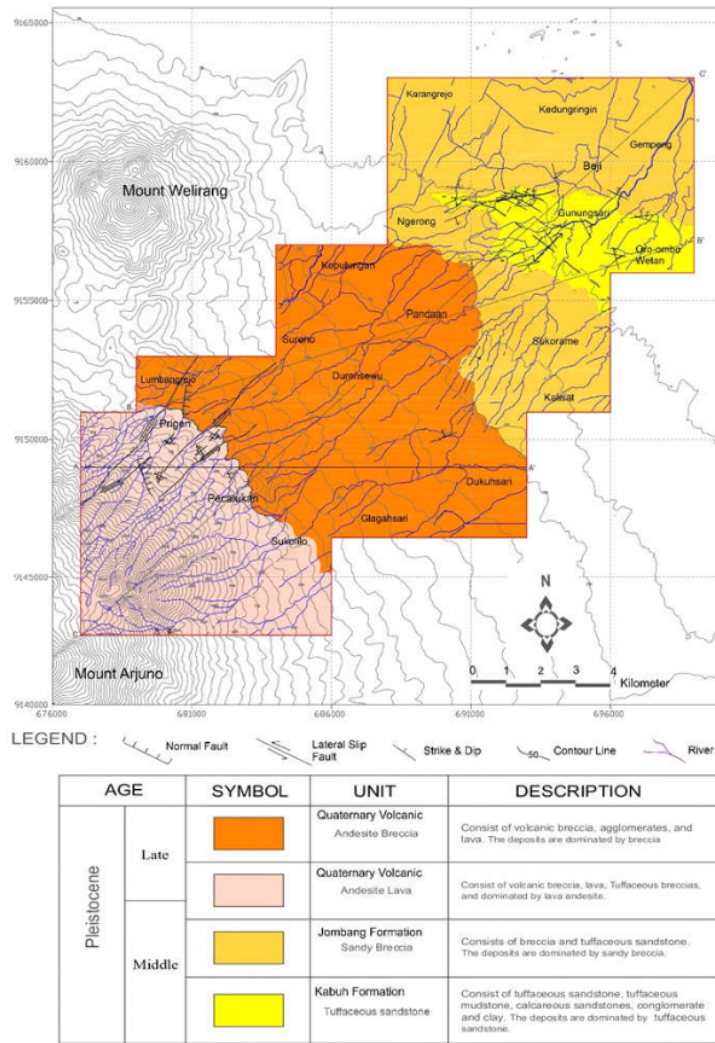 9165000
Karangrejo
Kedungringin
C'
Gempeng
9160000
Beji
Mount Welirang
Gunungsari
Ngerong
B'
Oro-ombo
Wetan
Keputungan
9155000
Pandaan
Sukorame
Durensewu
Lumbangrejo
Kalisat
B
Prigen
9150000
A
A'
Dukuhsari
Pecalukan
Glagahsari
Sukolilo
9145000
N
C
Mount Arjuno
0 1 2 3 4
Kilometer
9140000
676000 681000 686000 691000 696000
LEGEND :
Normal Fault
Lateral Slip
Fault
Strike & Dip
50
Contour Line
River
AGE SYMBOL UNIT DESCRIPTION
Pleistocene
Late
Quaternary Volcanic
Andesite Breccia
Consist of volcanic breccia, agglomerates, and
lava. The deposits are dominated by breccia
Quaternary Volcanic
Andesite Lava
Consist of volcanic breccia, lava, Tuffaceous breccias,
and dominated by lava andesite.
Middle
Jombang Formation
Sandy Breccia
Consists of breccia and tuffaceous sandstone.
The deposits are dominated by sandy breccia.
Kabuh Formation
Tuffaceous sandstone
Consist of tuffaceous sandstone, tuffaceous
mudstone, calcareous sandstones, conglomerate
and clay. The deposits are dominated by tuffaceous
sandstone.